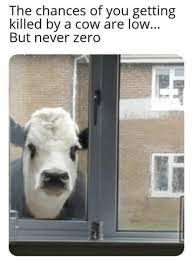 The chances of you getting
killed by a cow are low...
But never zero